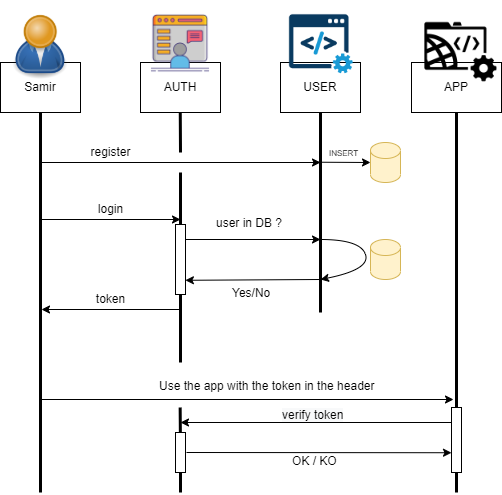 Samir
AUTH
USER
APP
register
INSERT
login
user in DB ?
Yes/No
token
Use the app with the token in the header
verify token
OK / KO